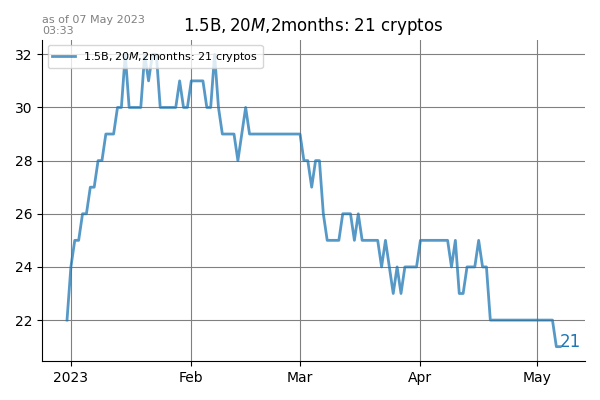 as of 07 May 2023
03:33
1.5B, 20M,2months: 21 cryptos
1.5B, 20M,2months: 21 cryptos
32
30
28
26
24
22
21
2023
Feb
Mar
Apr
May